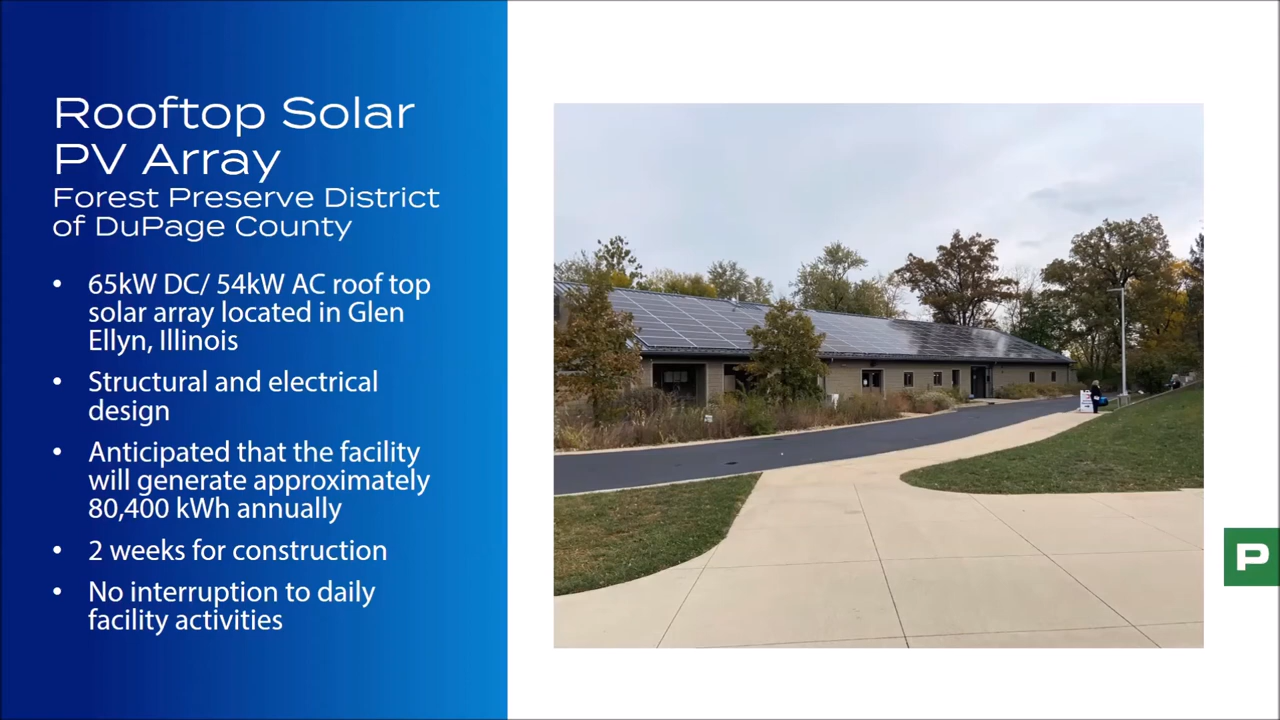 Rooftop Solar
PV Array
Forest Preserve District
of DuPage County
• 65kW DC/ 54kW AC roof top
solar array located in Glen
Ellyn, Illinois
• Structural and electrical
design
• Anticipated that the facility
will generate approximately
80,400 kWh annually
• 2 weeks for construction
• No interruption to daily
facility activities
P